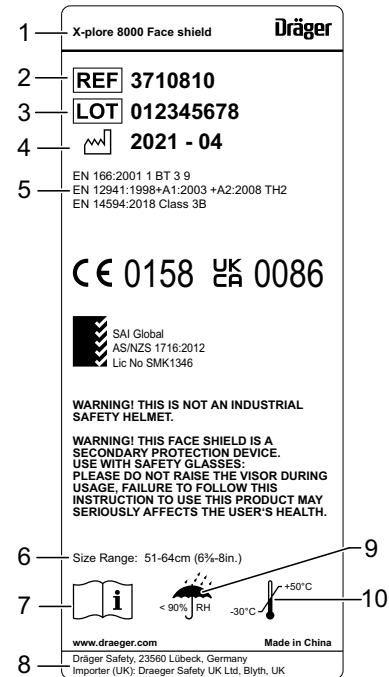 1 X-plore 8000 Face shield Dräger
2 REF 3710810
3 LOT 012345678
4 2021 - 04
EN 166:2001 1 BT 3 9
5 EN 12941:1998+A1:2003 +A2:2008 TH2
EN 14594:2018 Class 3B
CE 0158 UKCA 0086
SAI Global
AS/NZS 1716:2012
Lic No SMK1346
WARNING! THIS IS NOT AN INDUSTRIAL
SAFETY HELMET.
WARNING! THIS FACE SHIELD IS A
SECONDARY PROTECTION DEVICE.
USE WITH SAFETY GLASSES:
PLEASE DO NOT RAISE THE VISOR DURING
USAGE, FAILURE TO FOLLOW THIS
INSTRUCTION TO USE THIS PRODUCT MAY
SERIOUSLY AFFECTS THE USER'S HEALTH.
6 Size Range: 51-64cm (6⅜-8in.)
9
7 i < 90% RH -30°C +50°C 10
www.draeger.com Made in China
8 Dräger Safety, 23560 Lübeck, Germany
Importer (UK): Draeger Safety UK Ltd, Blyth, UK